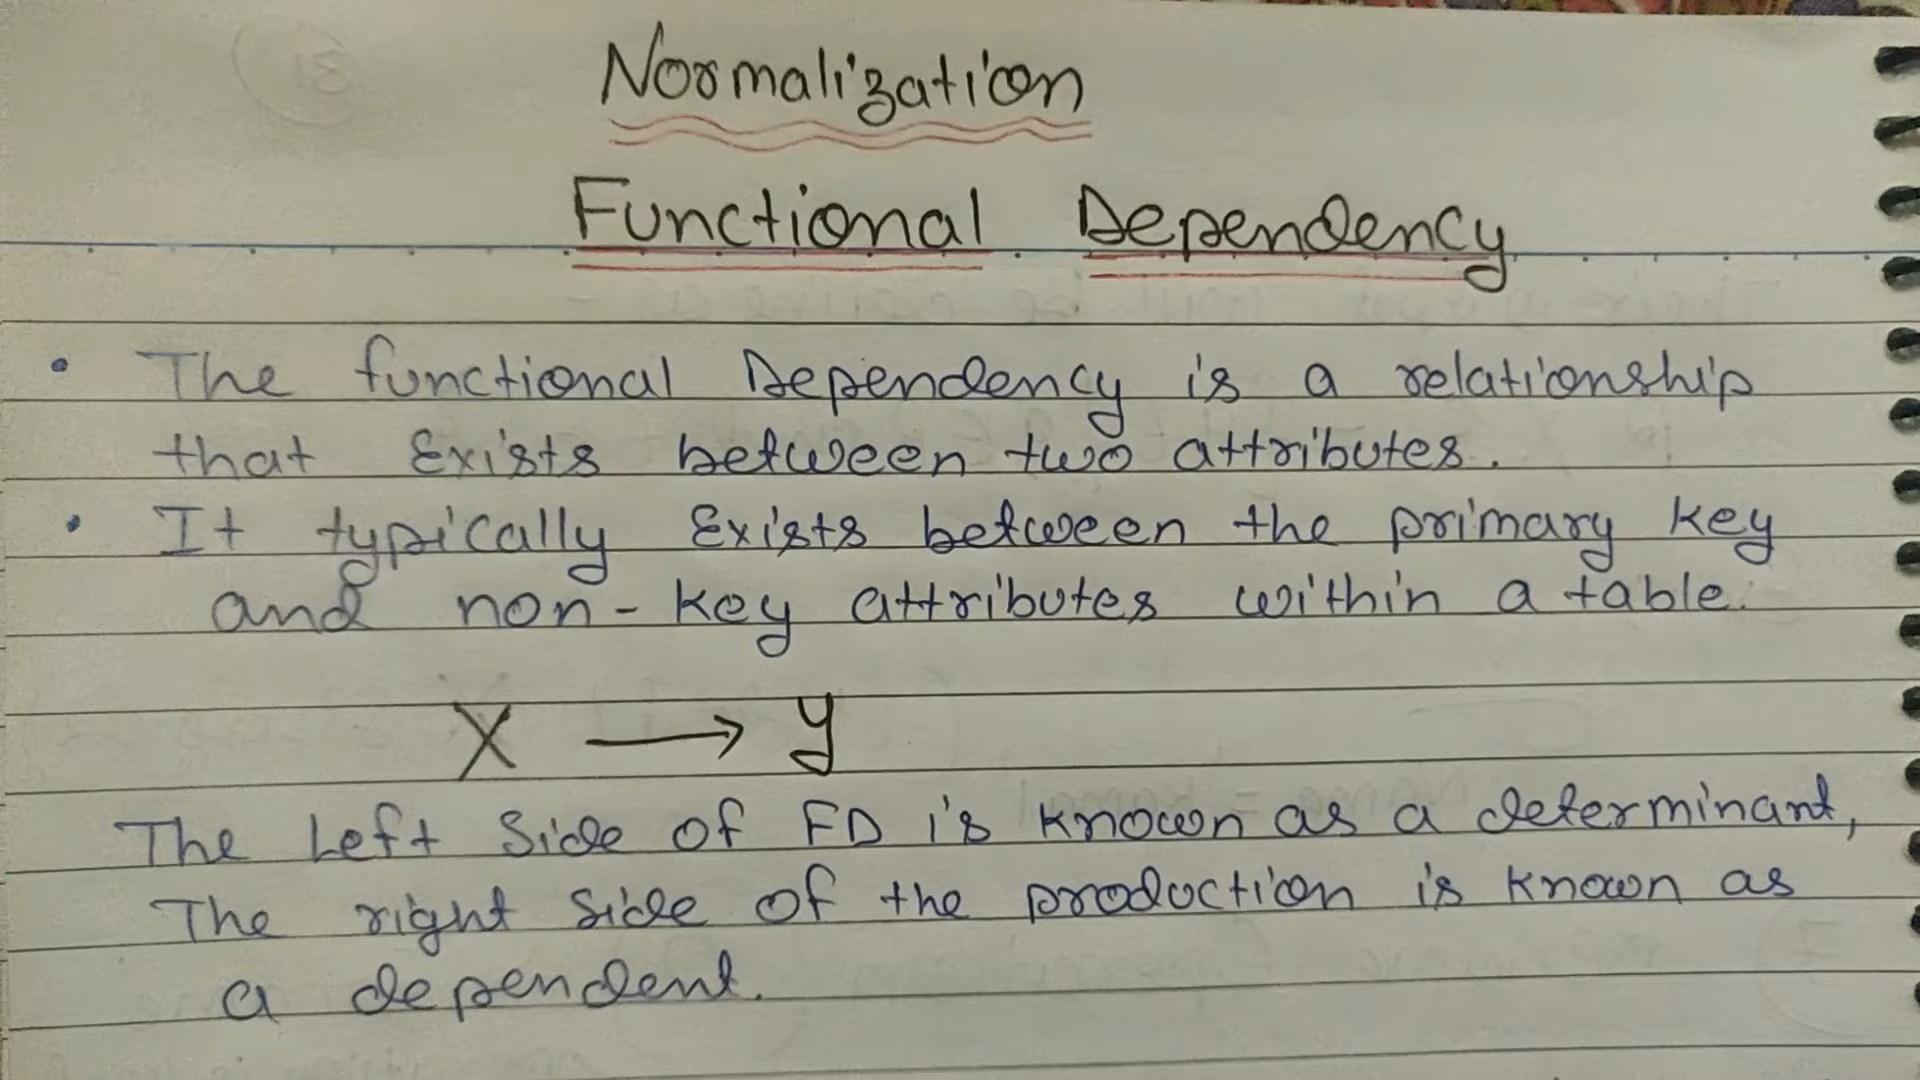 Normalization
Functional Dependency
• The functional Dependency is a relationship
that Exists between two attributes.
• It typically Exists between the primary key
and non-key attributes within a table.
X → y
The Left Side of FD is known as a determinant,
The right side of the production is known as
a dependent.